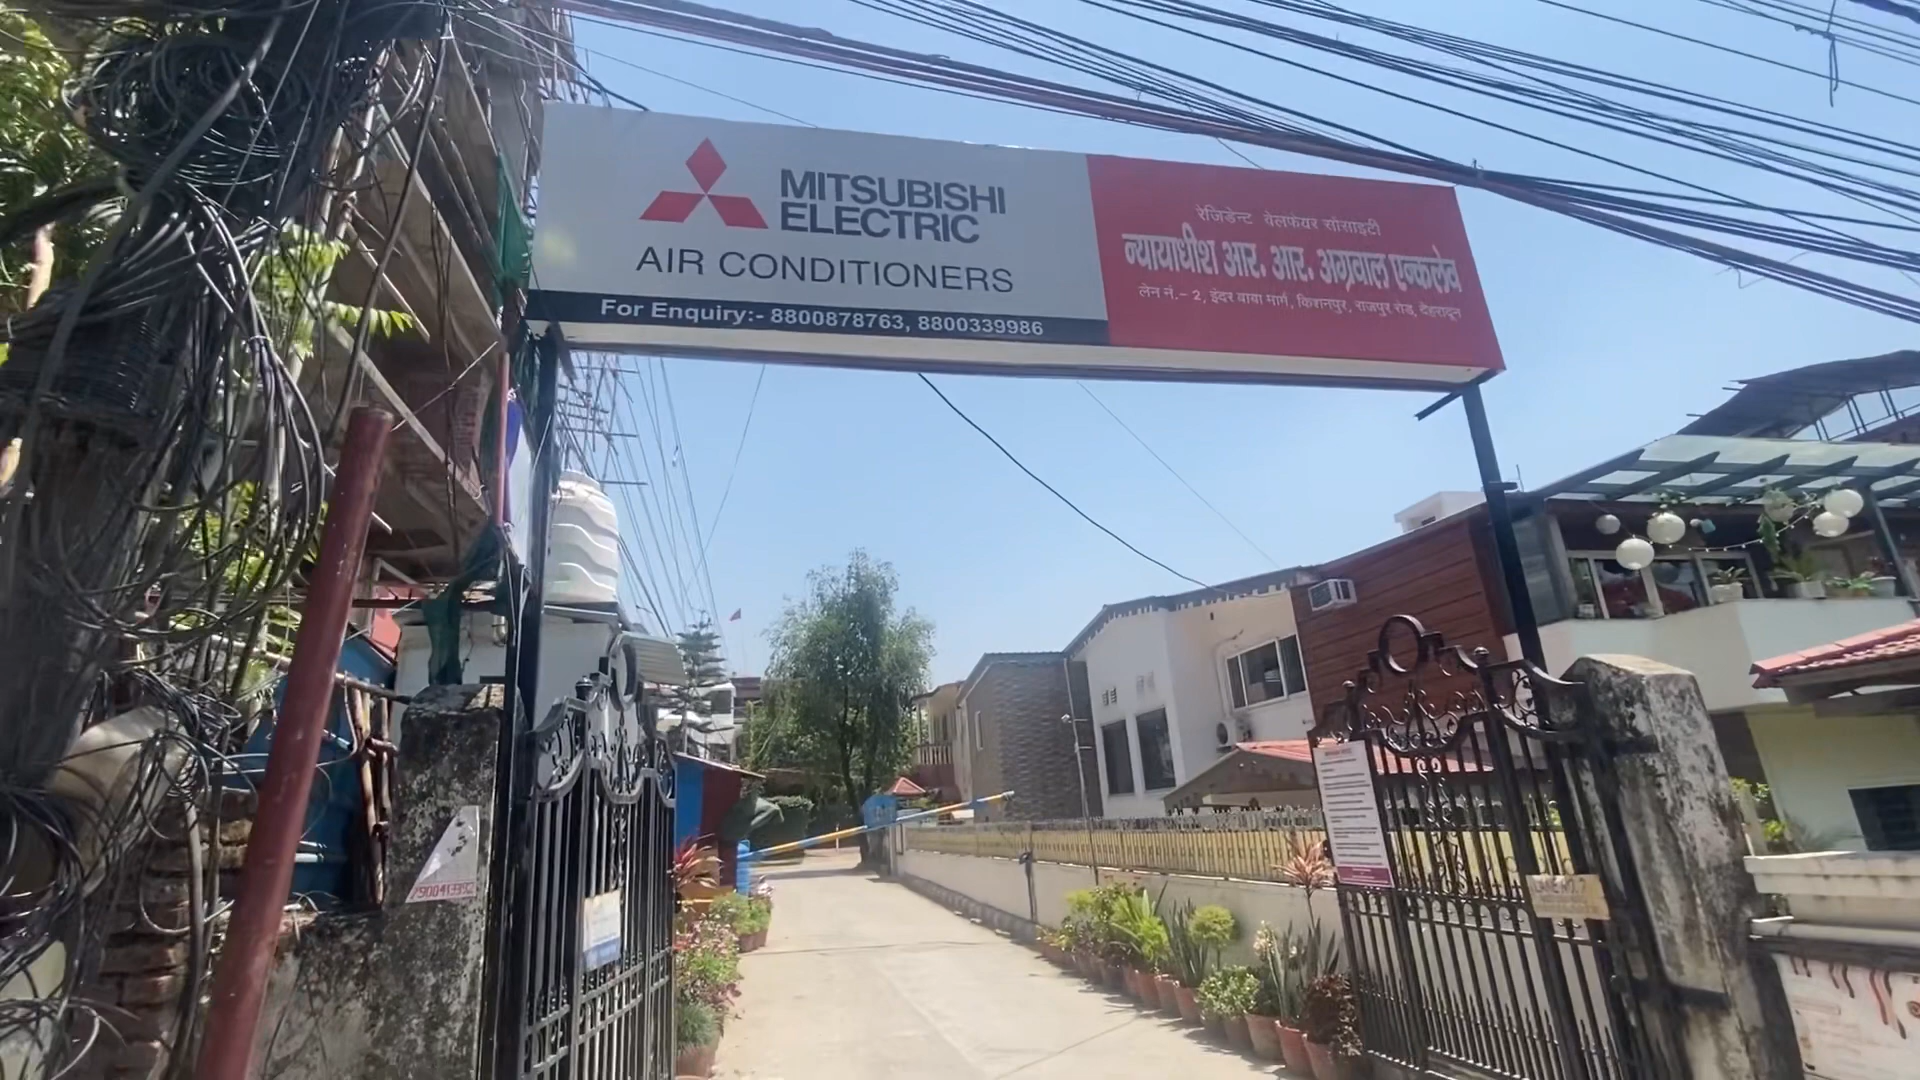 MITSUBISHI
ELECTRIC
AIR CONDITIONERS
For Enquiry:- 8800878763, 8800339986
रेजिडेन्ट वेलफेयर सोसाइटी
न्यायाधीश आर. आर. अग्रवाल एन्कलेव
लेन नं.- 2, इंदर बाबा मार्ग, किशनपुर, राजपुर रोड, देहरादून